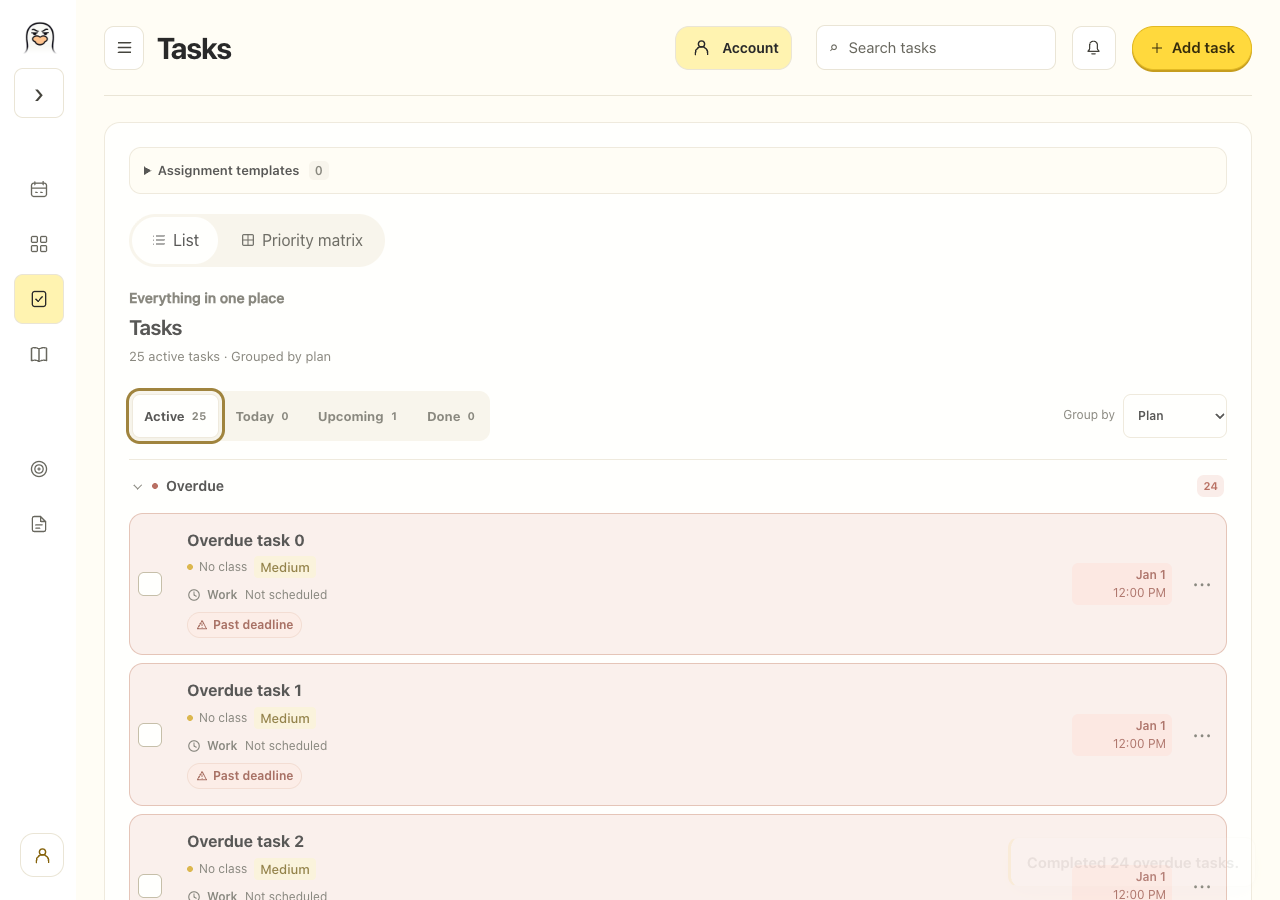 Tasks
Account
Search tasks
Add task
Assignment templates 0
List
Priority matrix
Everything in one place
Tasks
25 active tasks · Grouped by plan
Active 25
Today 0
Upcoming 1
Done 0
Group by
Plan
Overdue
24
Overdue task 0
No class Medium
Work Not scheduled
Past deadline
Jan 1
12:00 PM
Overdue task 1
No class Medium
Work Not scheduled
Past deadline
Jan 1
12:00 PM
Overdue task 2
No class Medium
Work Not scheduled
Jan 1
12:00 PM
Completed 24 overdue tasks.